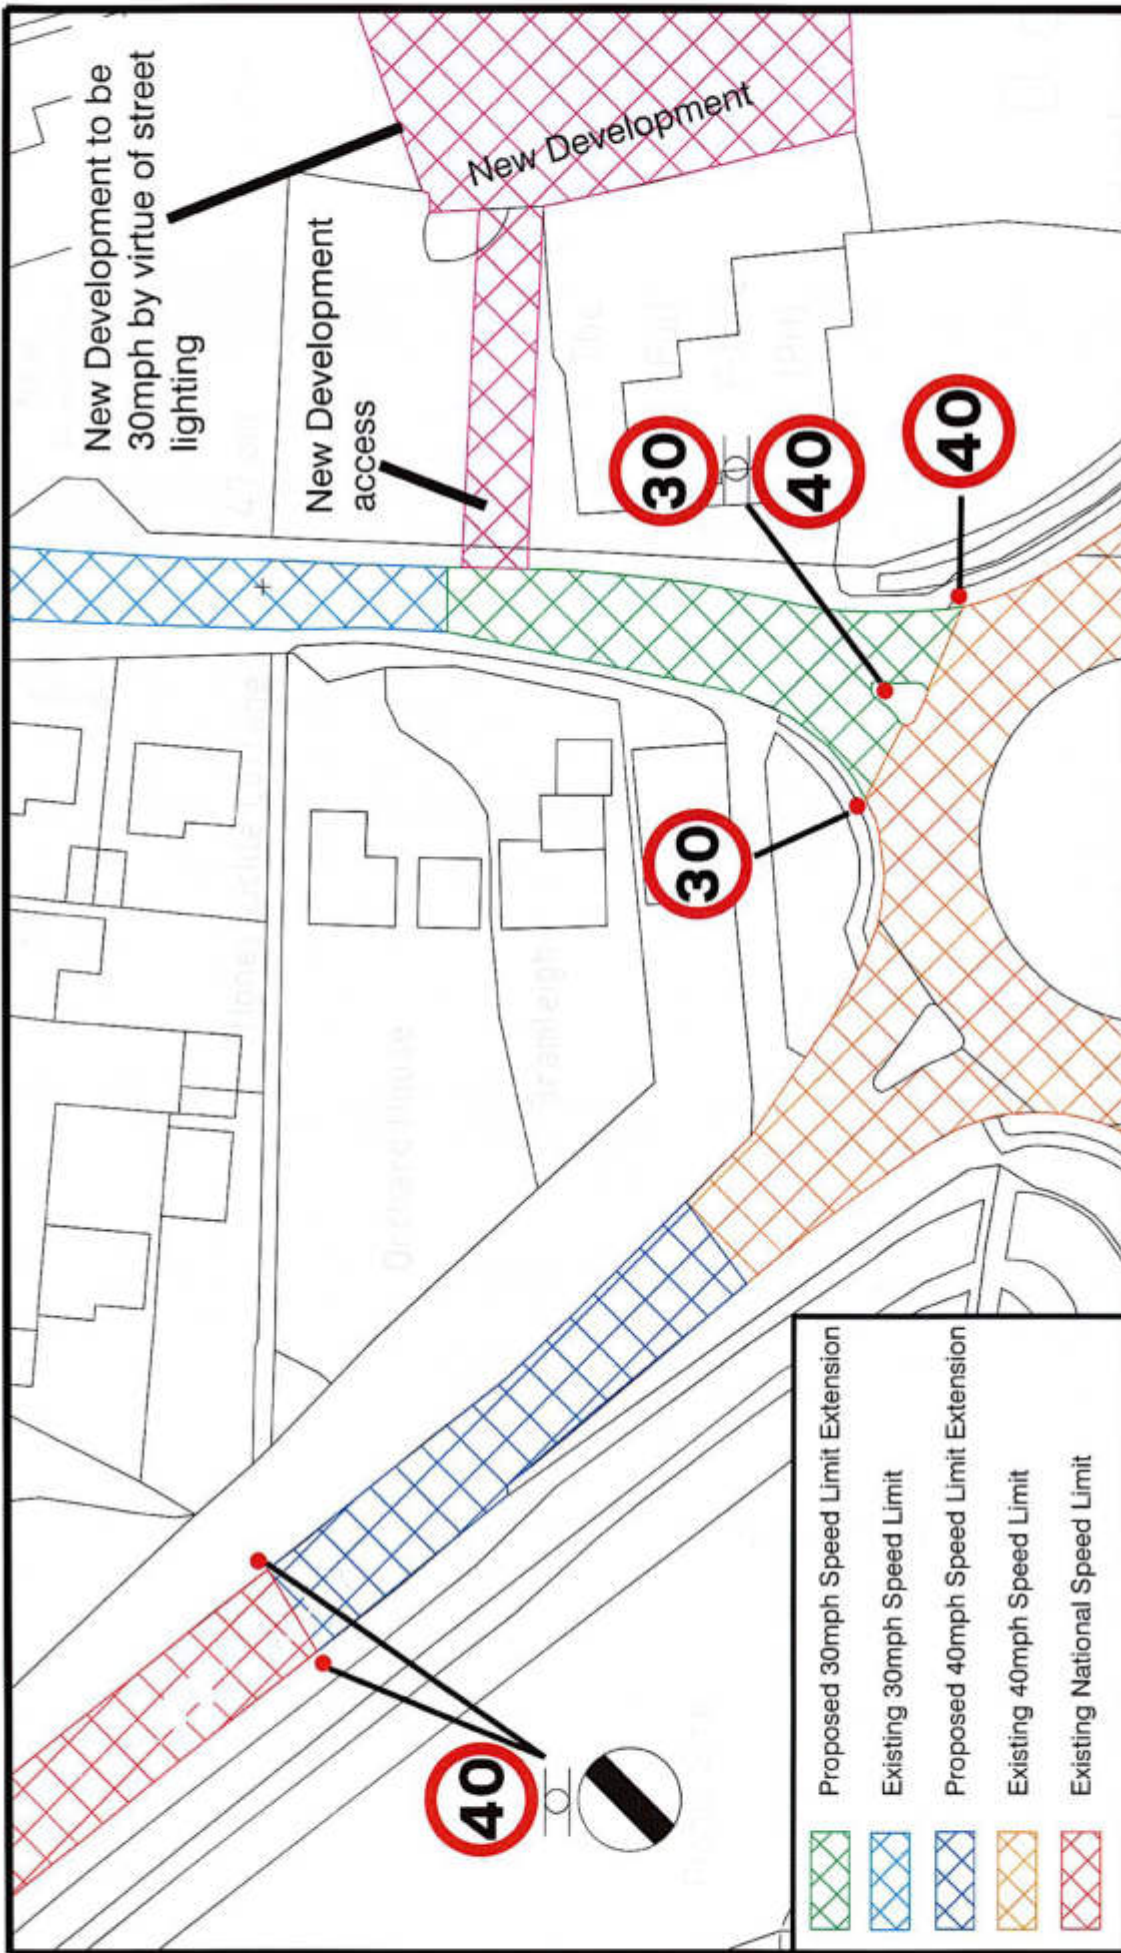 New Development to be
30mph by virtue of street
lighting
New Development
New Development
access
30
40
40
30
40
Proposed 30mph Speed Limit Extension
Existing 30mph Speed Limit
Proposed 40mph Speed Limit Extension
Existing 40mph Speed Limit
Existing National Speed Limit